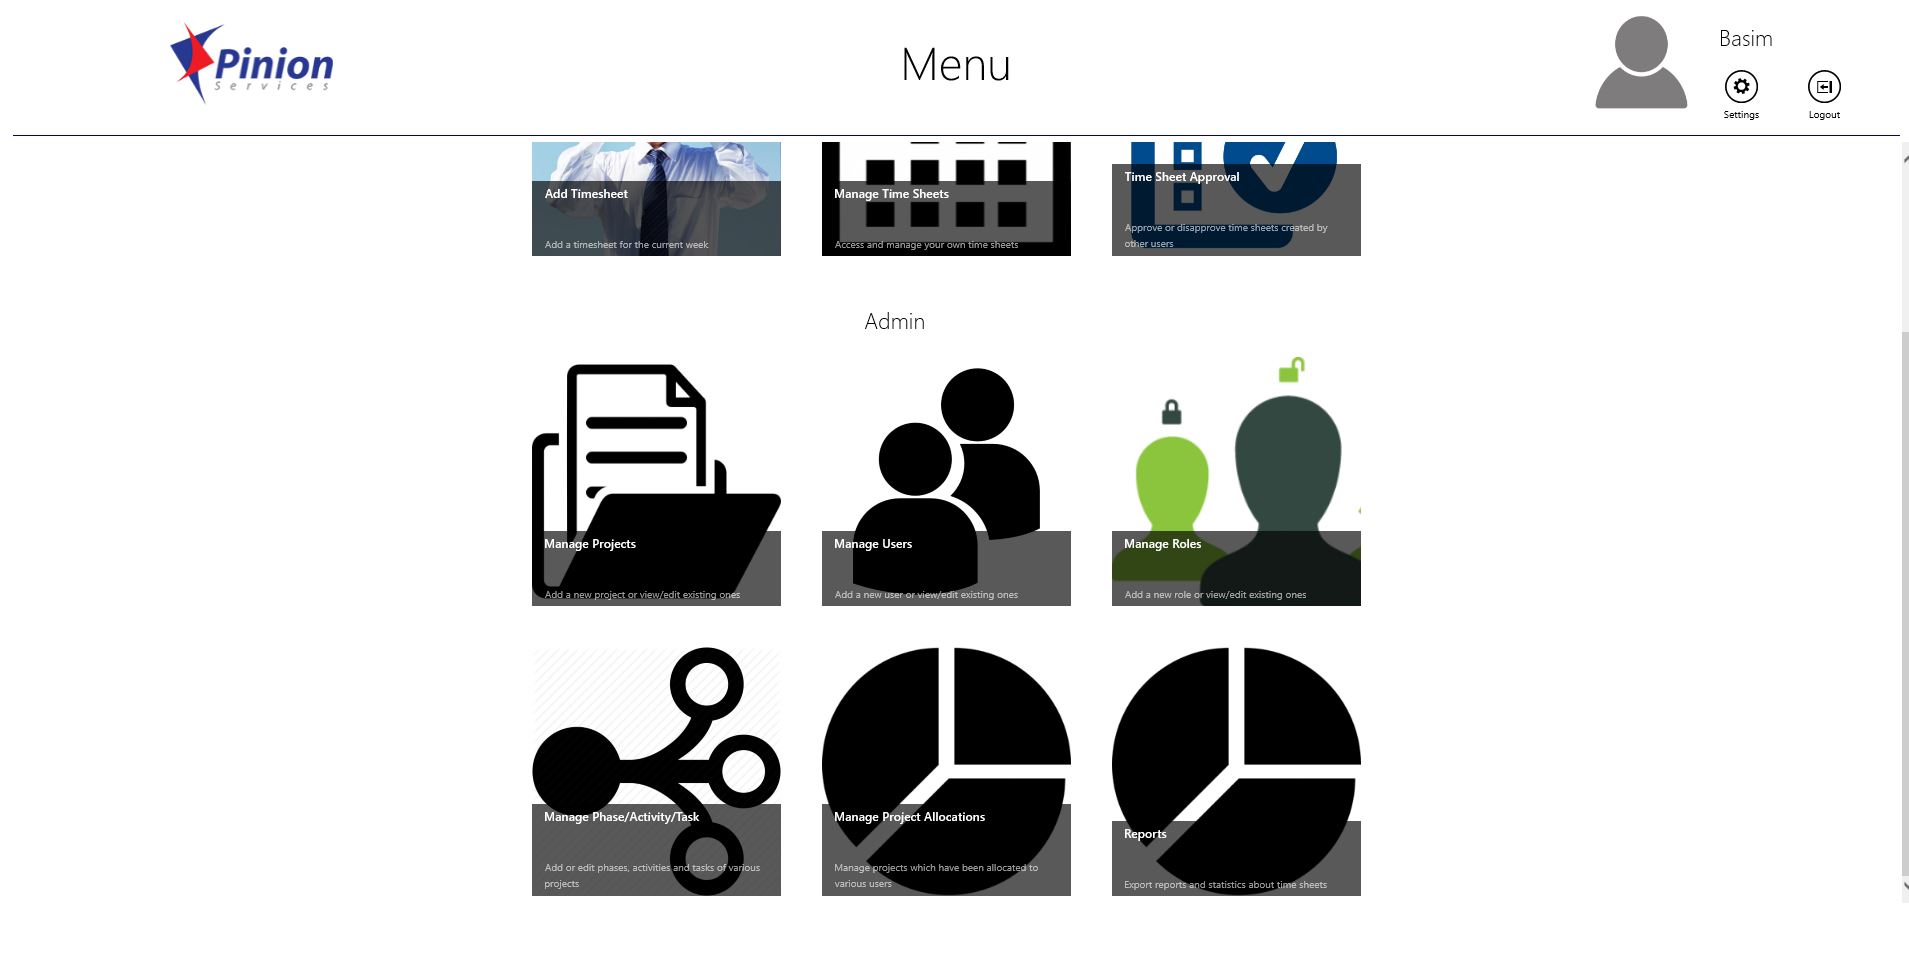 Pinion
Services
Menu
Basim
Settings
Logout
Add Timesheet
Add a timesheet for the current week
Manage Time Sheets
Access and manage your own time sheets
Time Sheet Approval
Approve or disapprove time sheets created by
other users
Admin
Manage Projects
Add a new project or view/edit existing ones
Manage Users
Add a new user or view/edit existing ones
Manage Roles
Add a new role or view/edit existing ones
Manage Phase/Activity/Task
Add or edit phases, activities and tasks of various
projects
Manage Project Allocations
Manage projects which have been allocated to
various users
Reports
Export reports and statistics about time sheets